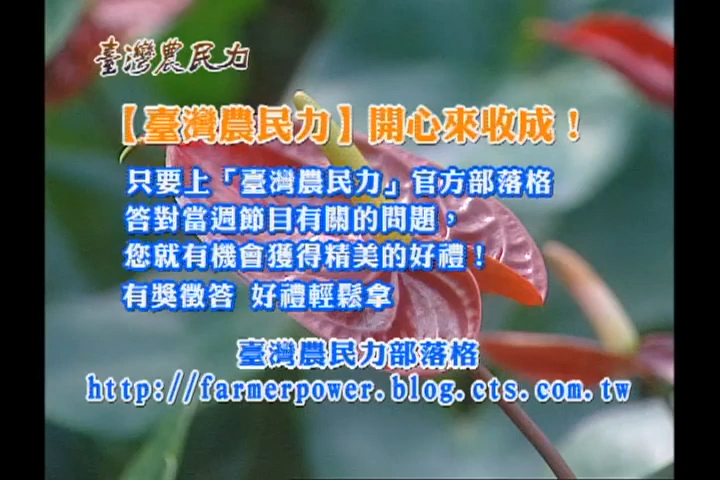 臺灣農民力
【臺灣農民力】開心來收成！
只要上「臺灣農民力」官方部落格
答對當週節目有關的問題，
您就有機會獲得精美的好禮！
有獎徵答 好禮輕鬆拿
臺灣農民力部落格
http://farmerpower.blog.cts.com.tw